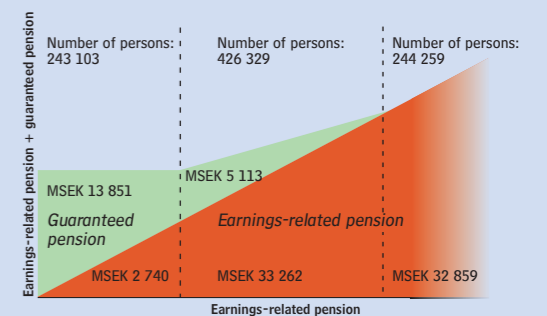 Earnings-related pension + guaranteed pension
Number of persons:
243 103
Number of persons:
426 329
Number of persons:
244 259
MSEK 13 851
MSEK 5 113
Guaranteed
pension
Earnings-related pension
MSEK 2 740
MSEK 33 262
MSEK 32 859
Earnings-related pension